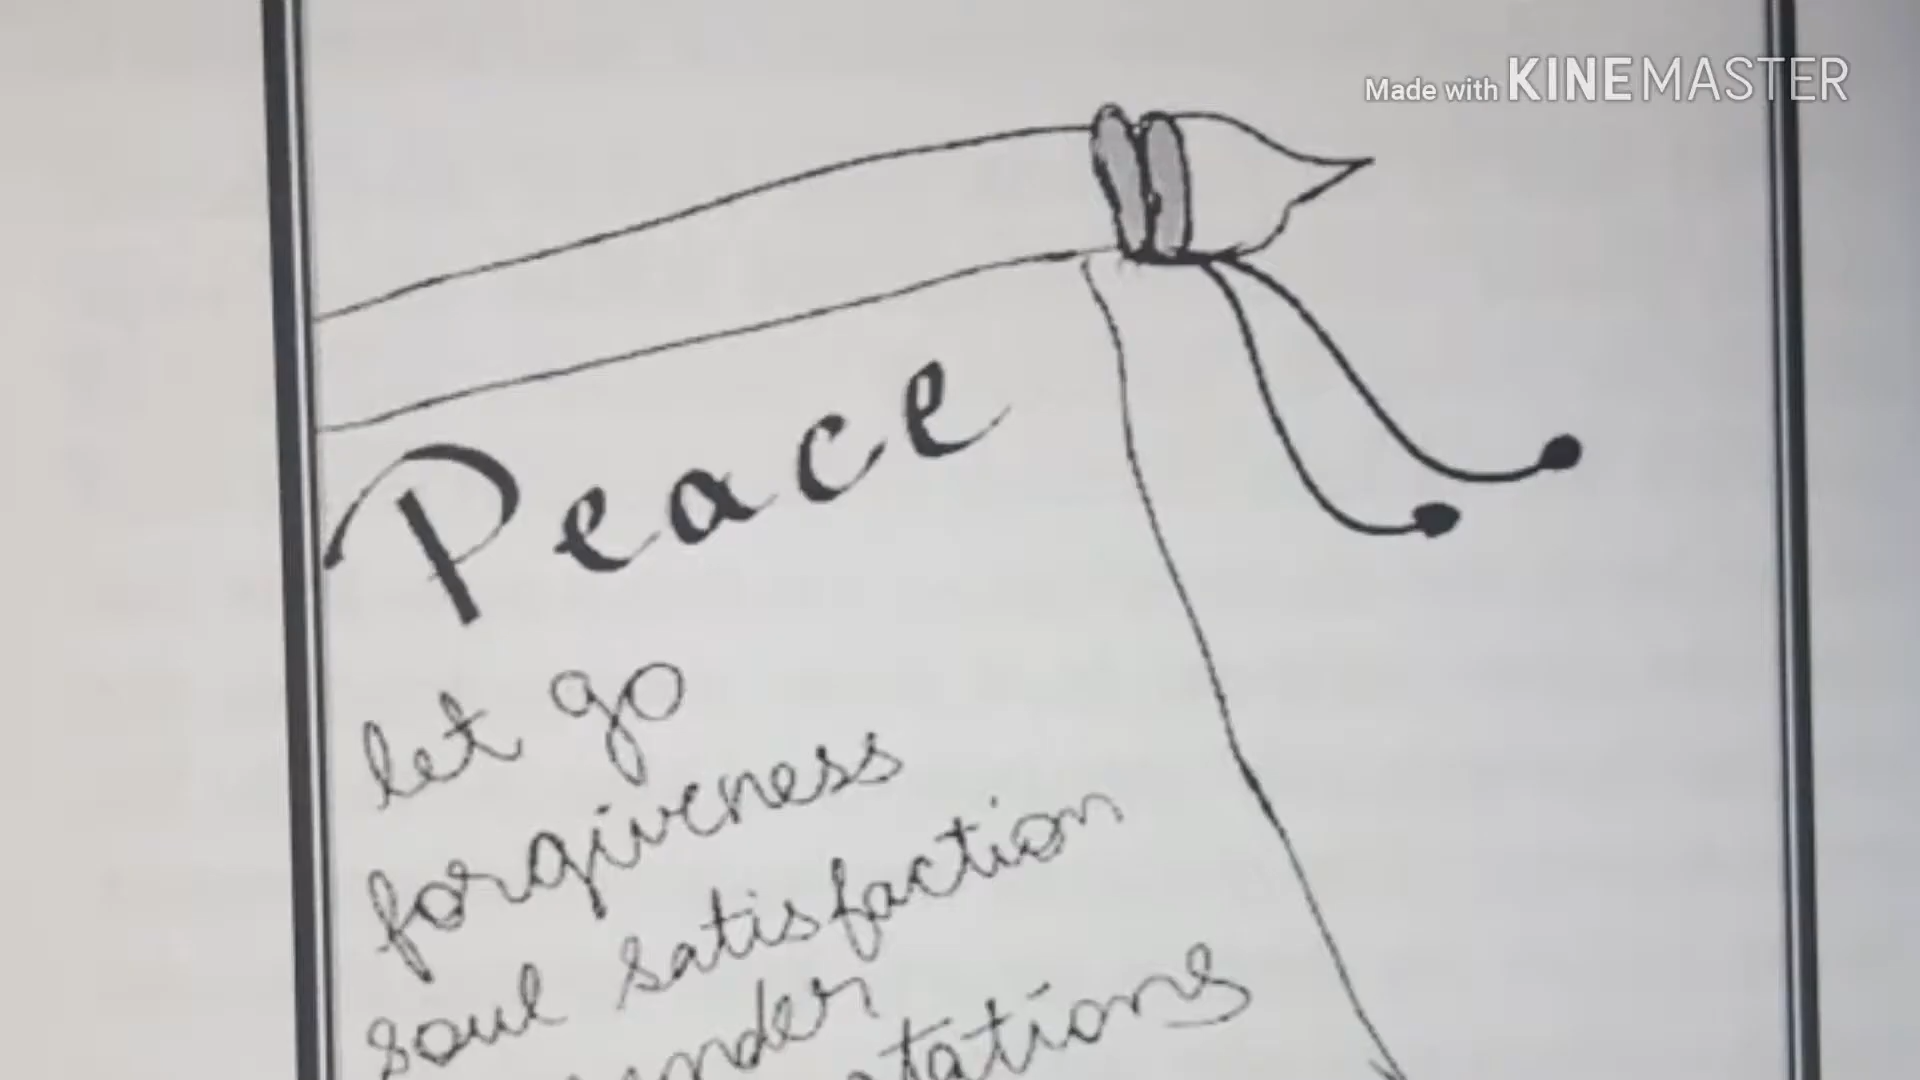 Made with KINEMASTER
Peace
let go
forgiveness
soul satisfaction